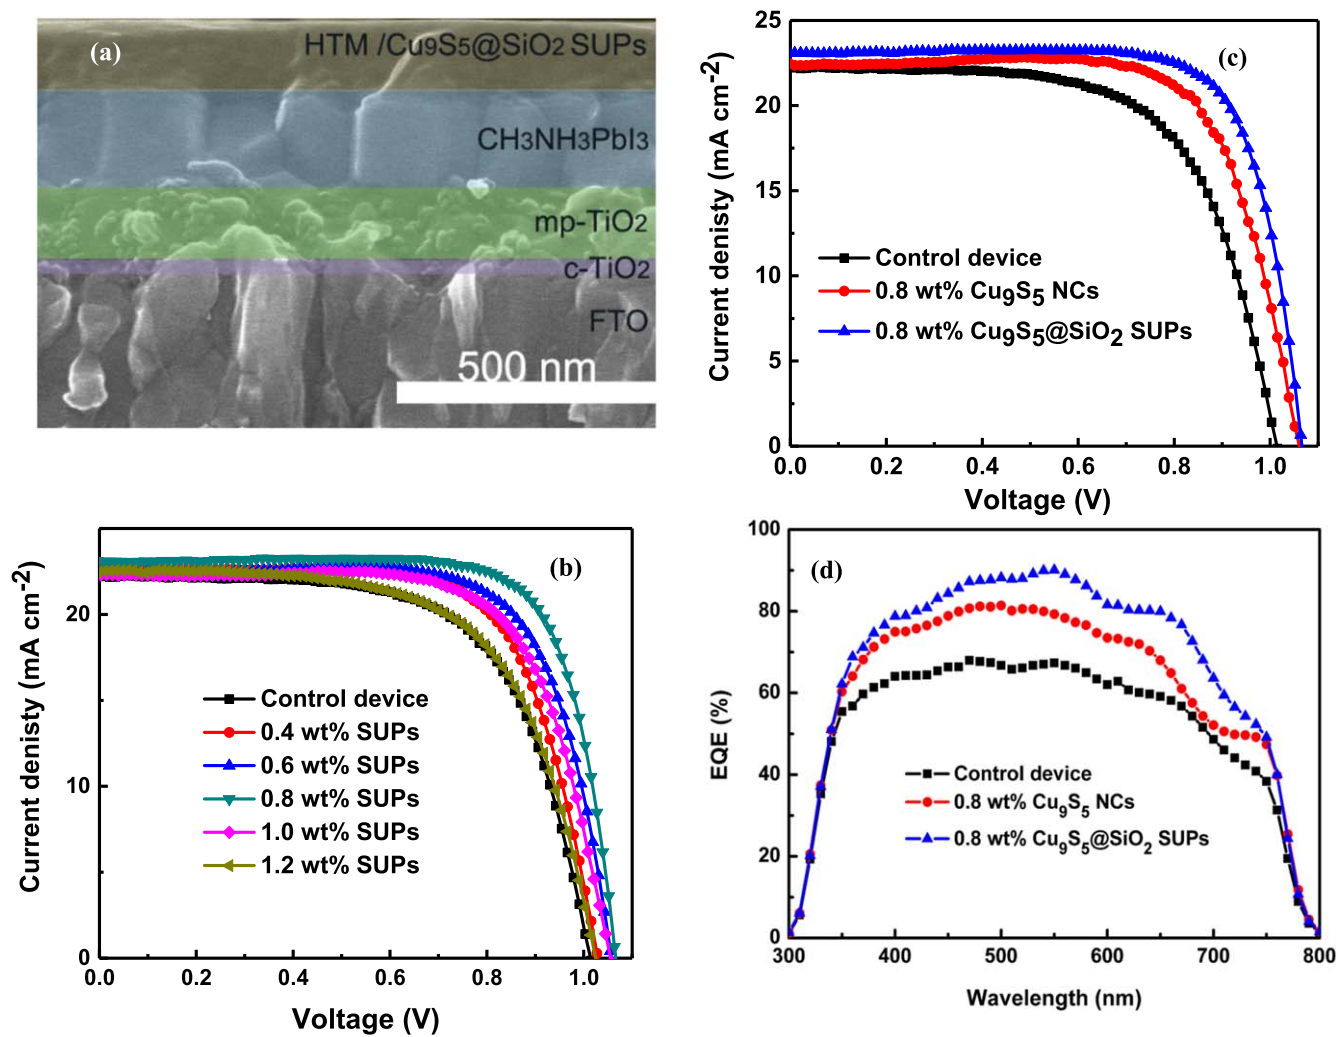 (a)
HTM /Cu9S5@SiO2 SUPs
CH3NH3PbI3
mp-TiO2
c-TiO2
FTO
500 nm
(c)
Current denisty (mA cm-2)
25
20
15
10
5
0
0.0 0.2 0.4 0.6 0.8 1.0
Voltage (V)
Control device
0.8 wt% Cu9S5 NCs
0.8 wt% Cu9S5@SiO2 SUPs
(b)
Current denisty (mA cm-2)
20
10
0
0.0 0.2 0.4 0.6 0.8 1.0
Voltage (V)
Control device
0.4 wt% SUPs
0.6 wt% SUPs
0.8 wt% SUPs
1.0 wt% SUPs
1.2 wt% SUPs
(d)
EQE (%)
100
80
60
40
20
0
300 400 500 600 700 800
Wavelength (nm)
Control device
0.8 wt% Cu9S5 NCs
0.8 wt% Cu9S5@SiO2 SUPs